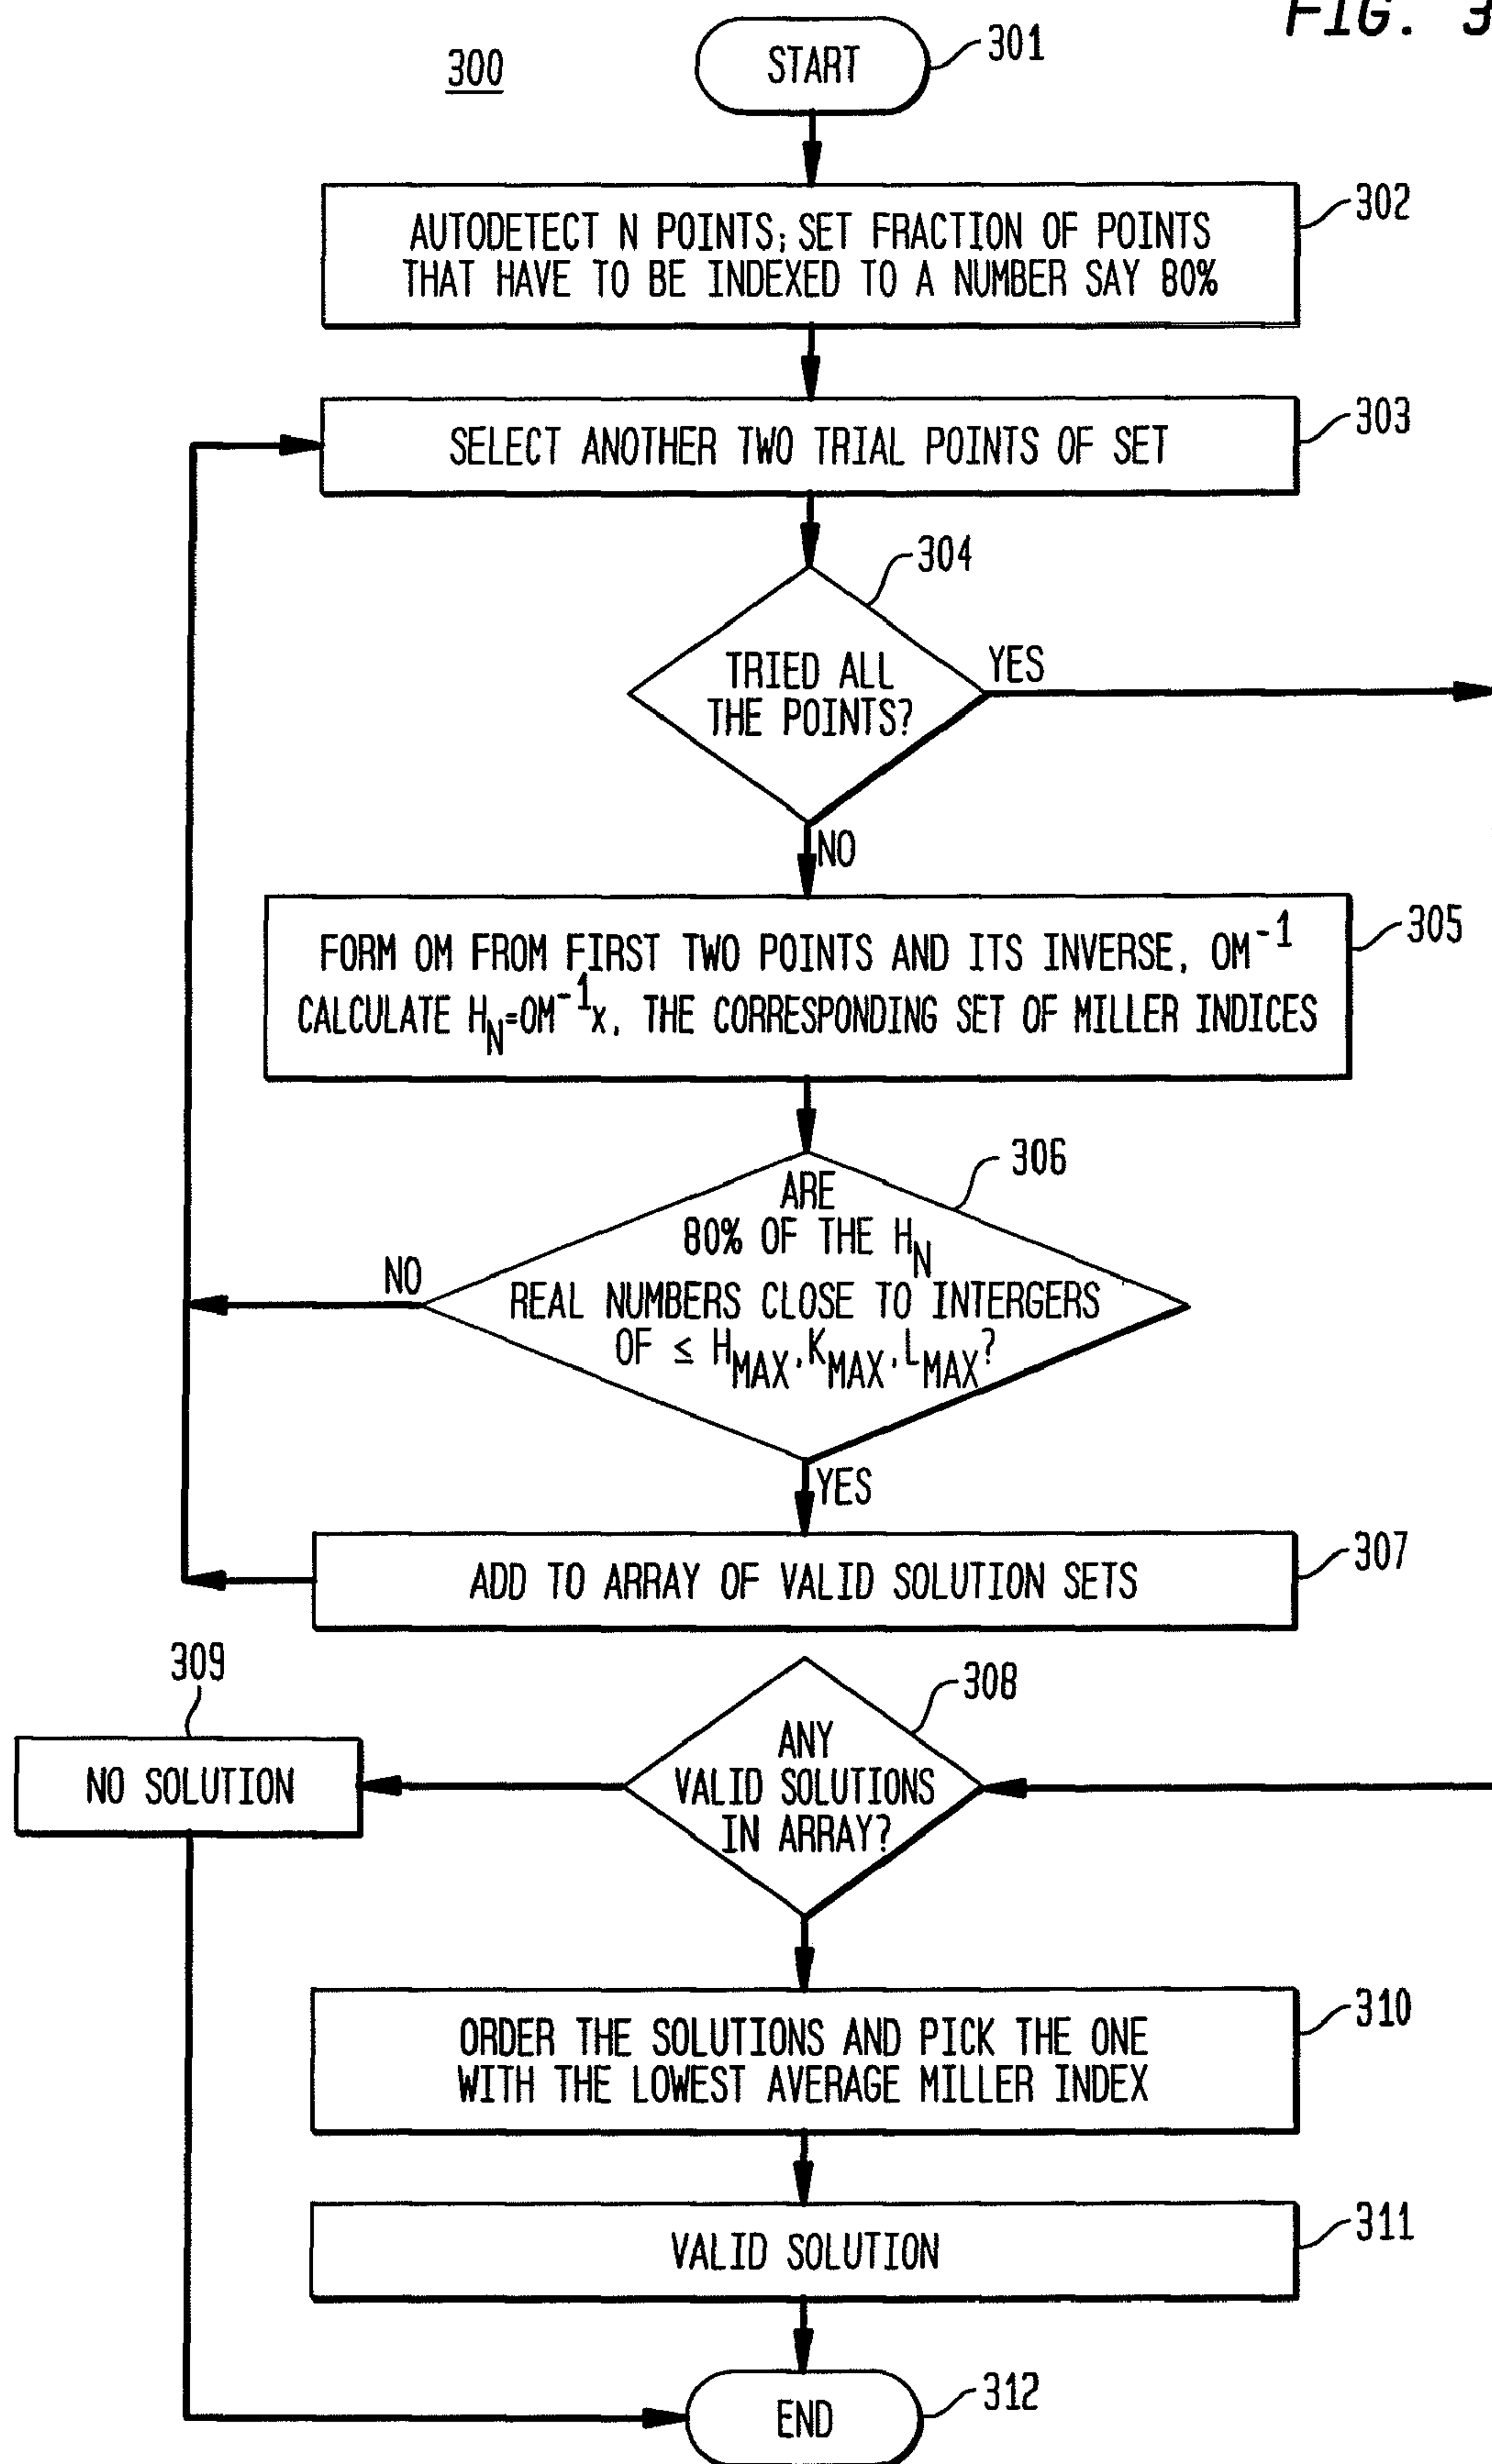 FIG. 3
300
START
301
302
AUTODETECT N POINTS; SET FRACTION OF POINTS
THAT HAVE TO BE INDEXED TO A NUMBER SAY 80%
303
SELECT ANOTHER TWO TRIAL POINTS OF SET
304
TRIED ALL
THE POINTS?
YES
NO
305
FORM OM FROM FIRST TWO POINTS AND ITS INVERSE, OM⁻¹
CALCULATE H_N=OM⁻¹x, THE CORRESPONDING SET OF MILLER INDICES
306
ARE
80% OF THE H_N
REAL NUMBERS CLOSE TO INTERGERS
OF ≤ H_MAX,K_MAX,L_MAX?
NO
YES
307
ADD TO ARRAY OF VALID SOLUTION SETS
309
308
NO SOLUTION
ANY
VALID SOLUTIONS
IN ARRAY?
310
ORDER THE SOLUTIONS AND PICK THE ONE
WITH THE LOWEST AVERAGE MILLER INDEX
311
VALID SOLUTION
312
END